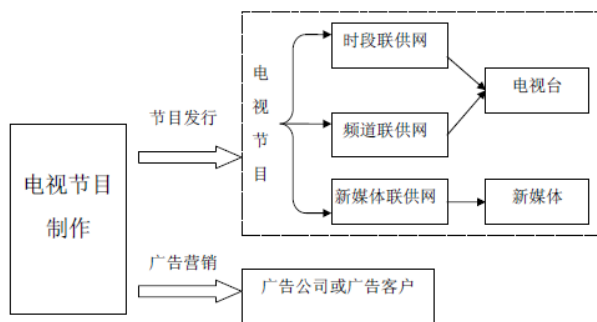 电视节目
制作
节目发行
广告营销
电视节目
时段联供网
频道联供网
新媒体联供网
电视台
新媒体
广告公司或广告客户